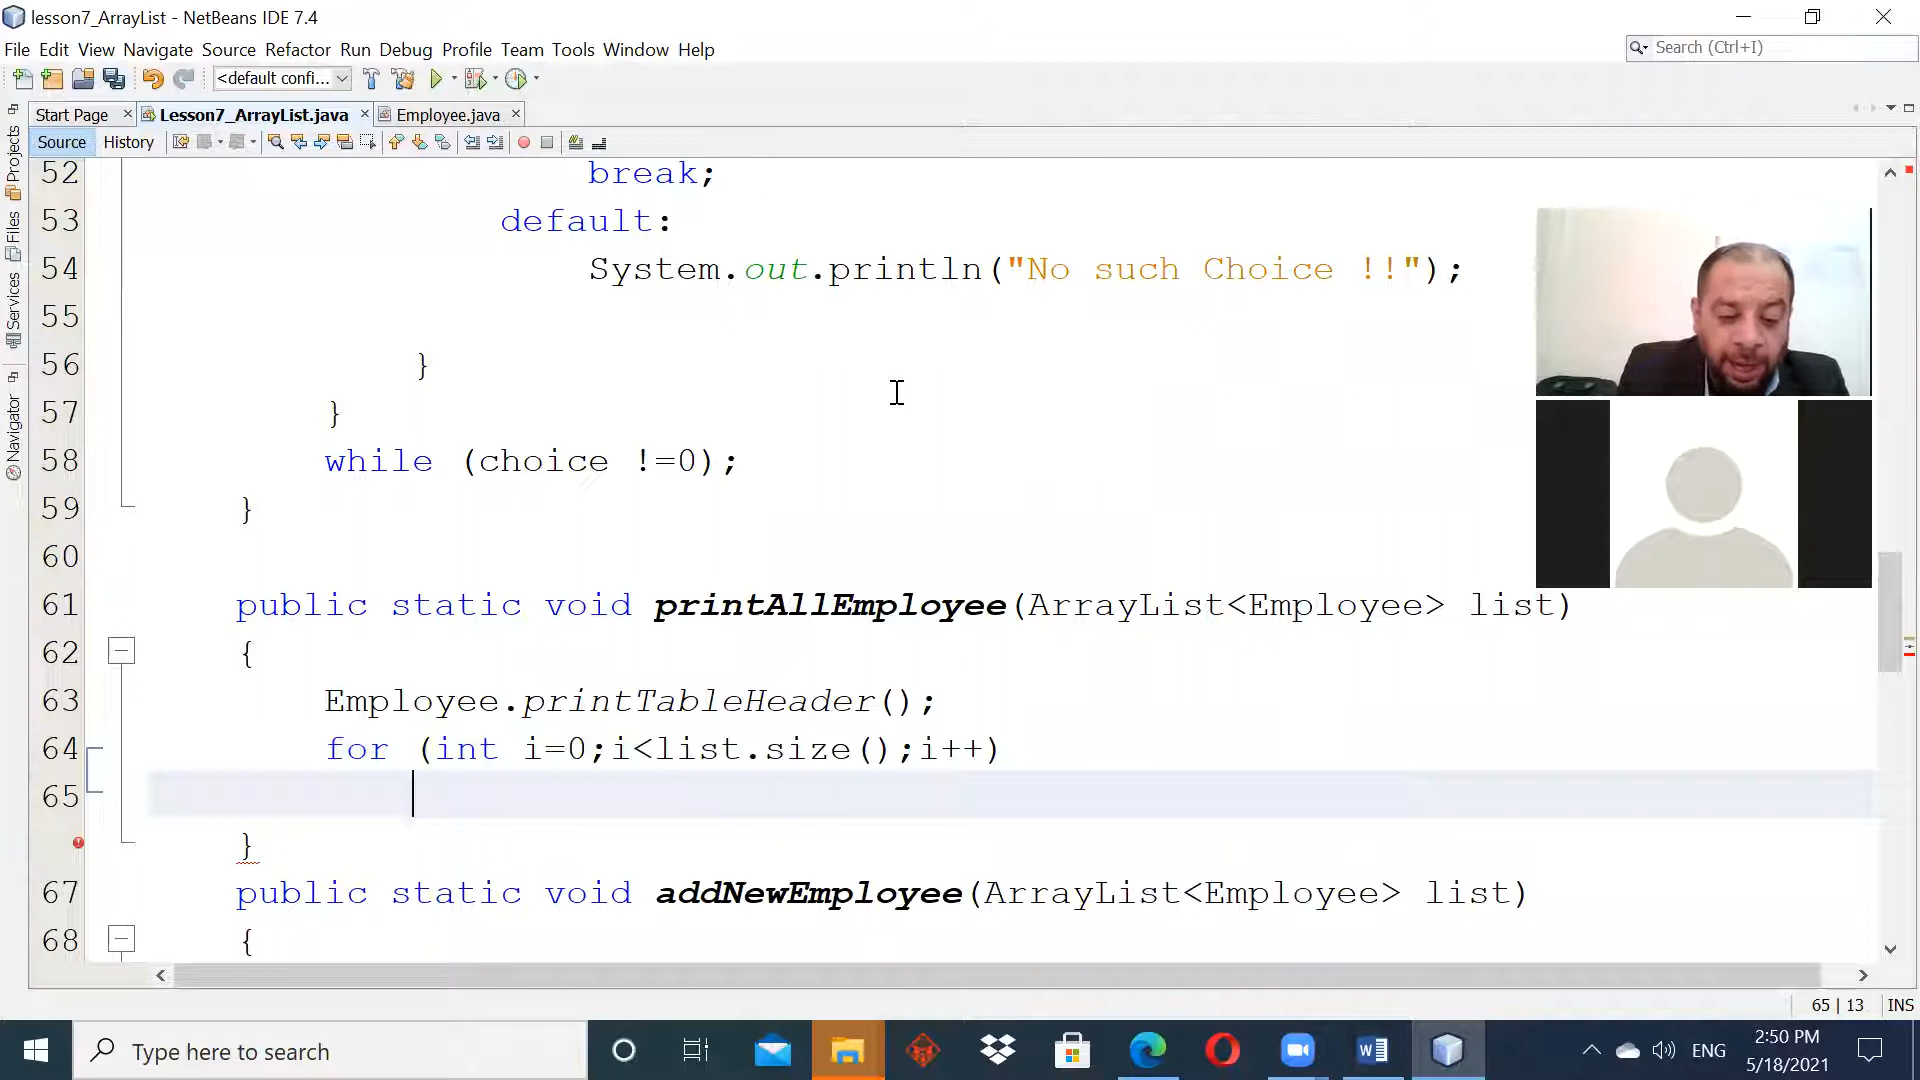 lesson7_ArrayList - NetBeans IDE 7.4
File Edit View Navigate Source Refactor Run Debug Profile Team Tools Window Help
Search (Ctrl+I)
<default confi...
Start Page Lesson7_ArrayList.java Employee.java
Source History
Projects
Files
Services
Navigator
52 break;
53 default:
54 System.out.println("No such Choice !!");
55
56 }
57 }
58 while (choice !=0);
59 }
60
61 public static void printAllEmployee(ArrayList<Employee> list)
62 {
63 Employee.printTableHeader();
64 for (int i=0;i<list.size();i++)
65
}
67 public static void addNewEmployee(ArrayList<Employee> list)
68 {
65 | 13 INS
Type here to search
ENG
2:50 PM
5/18/2021